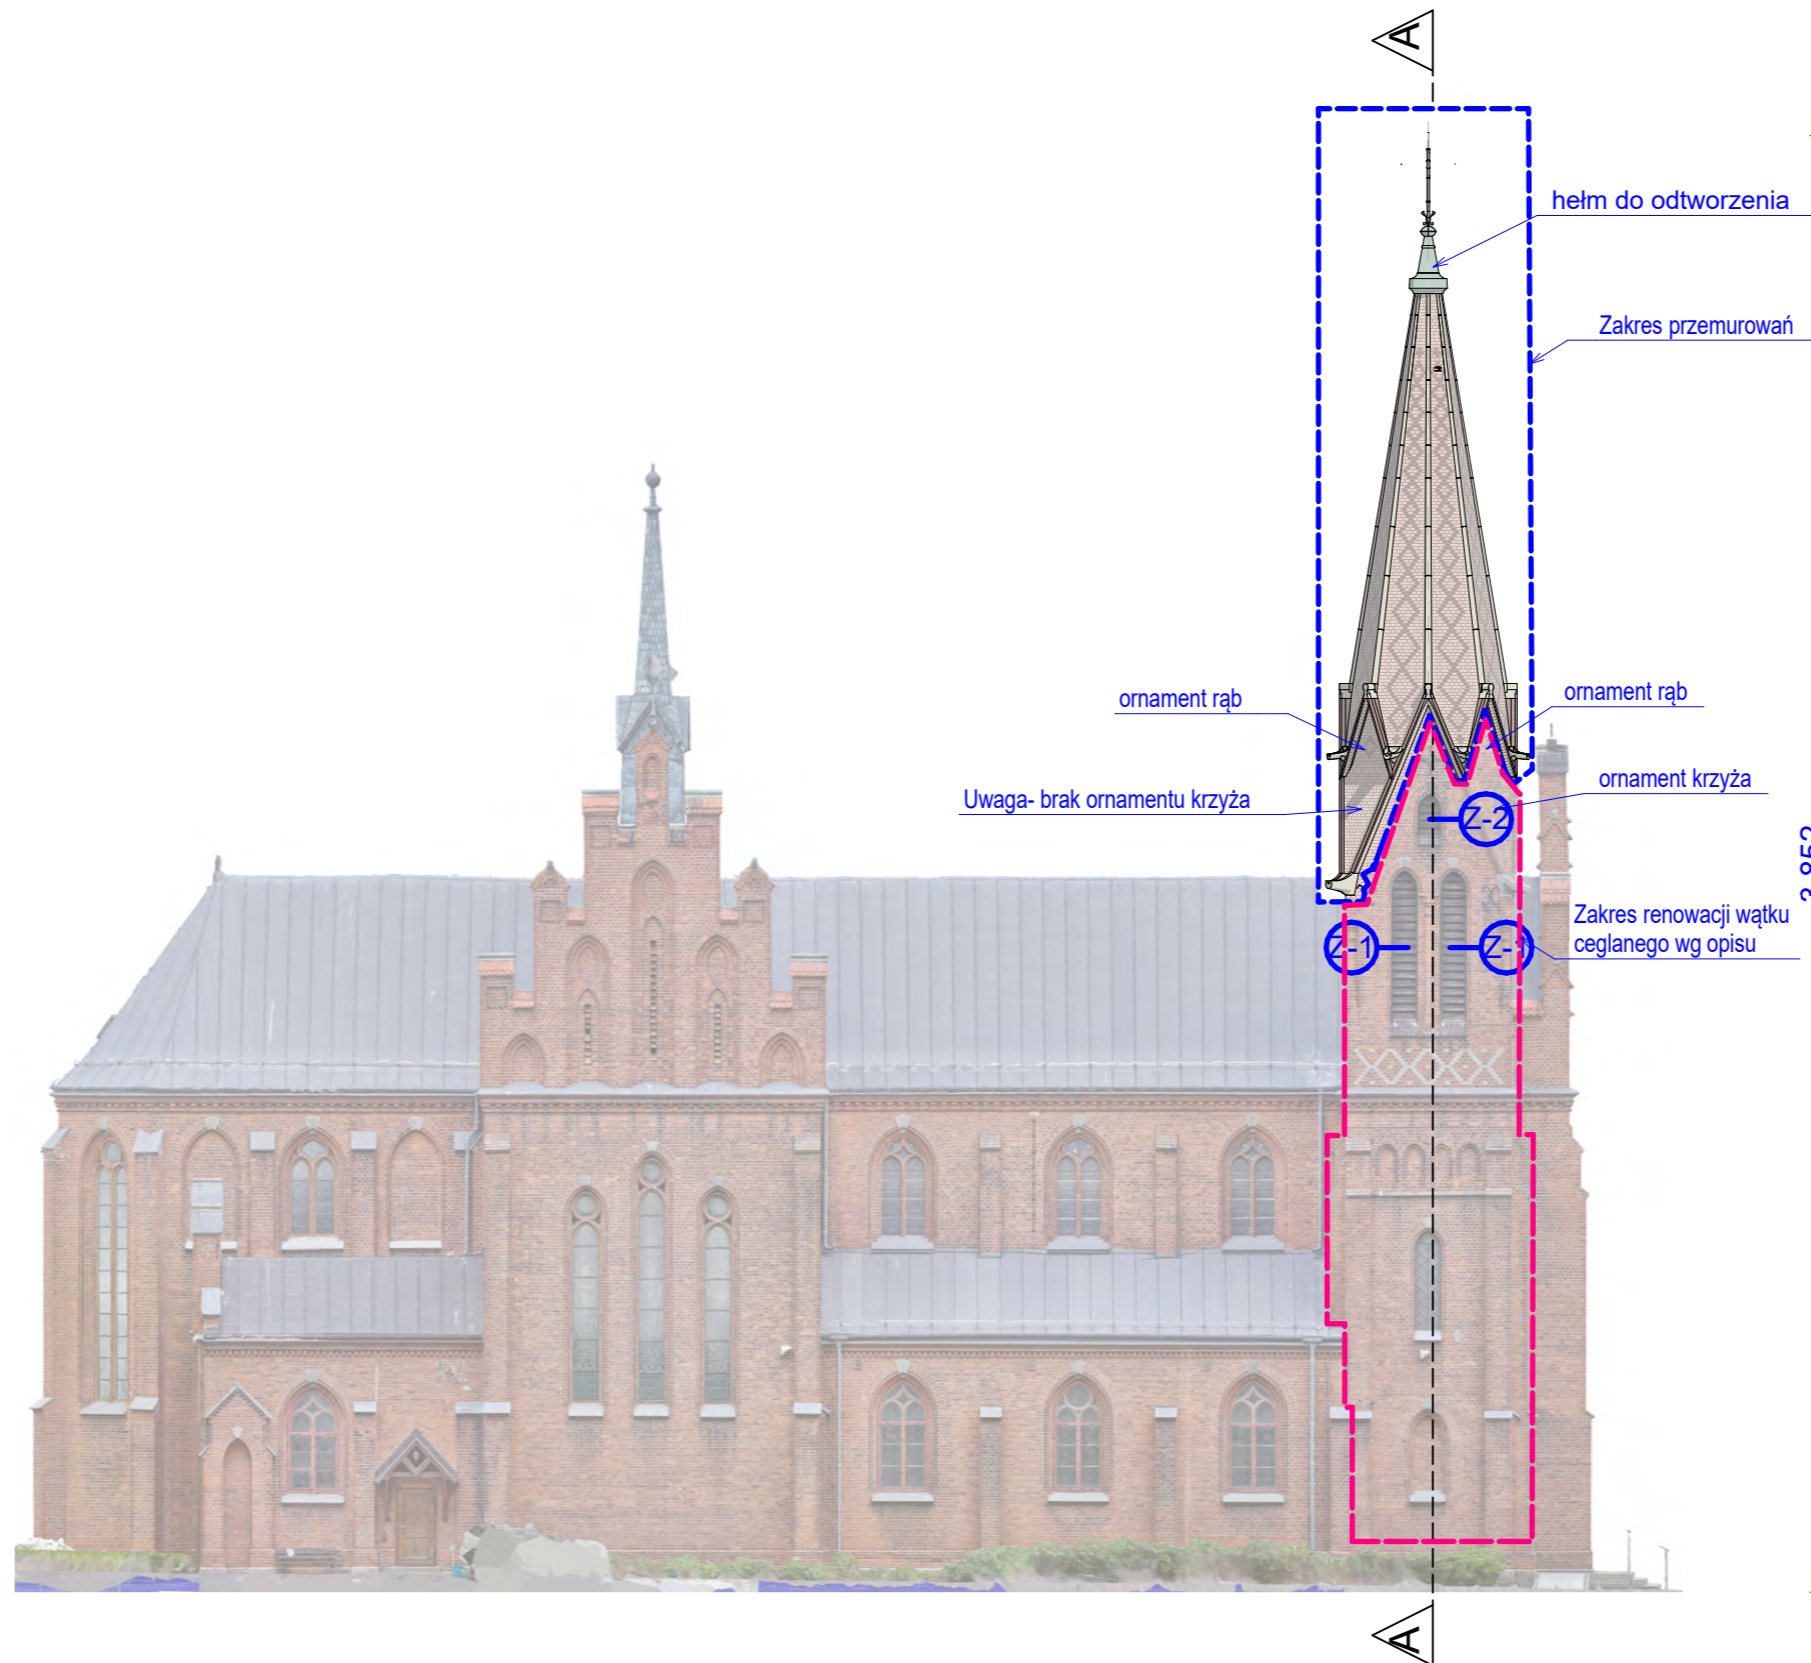 A
hełm do odtworzenia
Zakres przemurowań
ornament rąb
ornament rąb
ornament krzyża
Uwaga- brak ornamentu krzyża
Z-2
Zakres renowacji wątku
ceglanego wg opisu
Z-1
Z-1
A